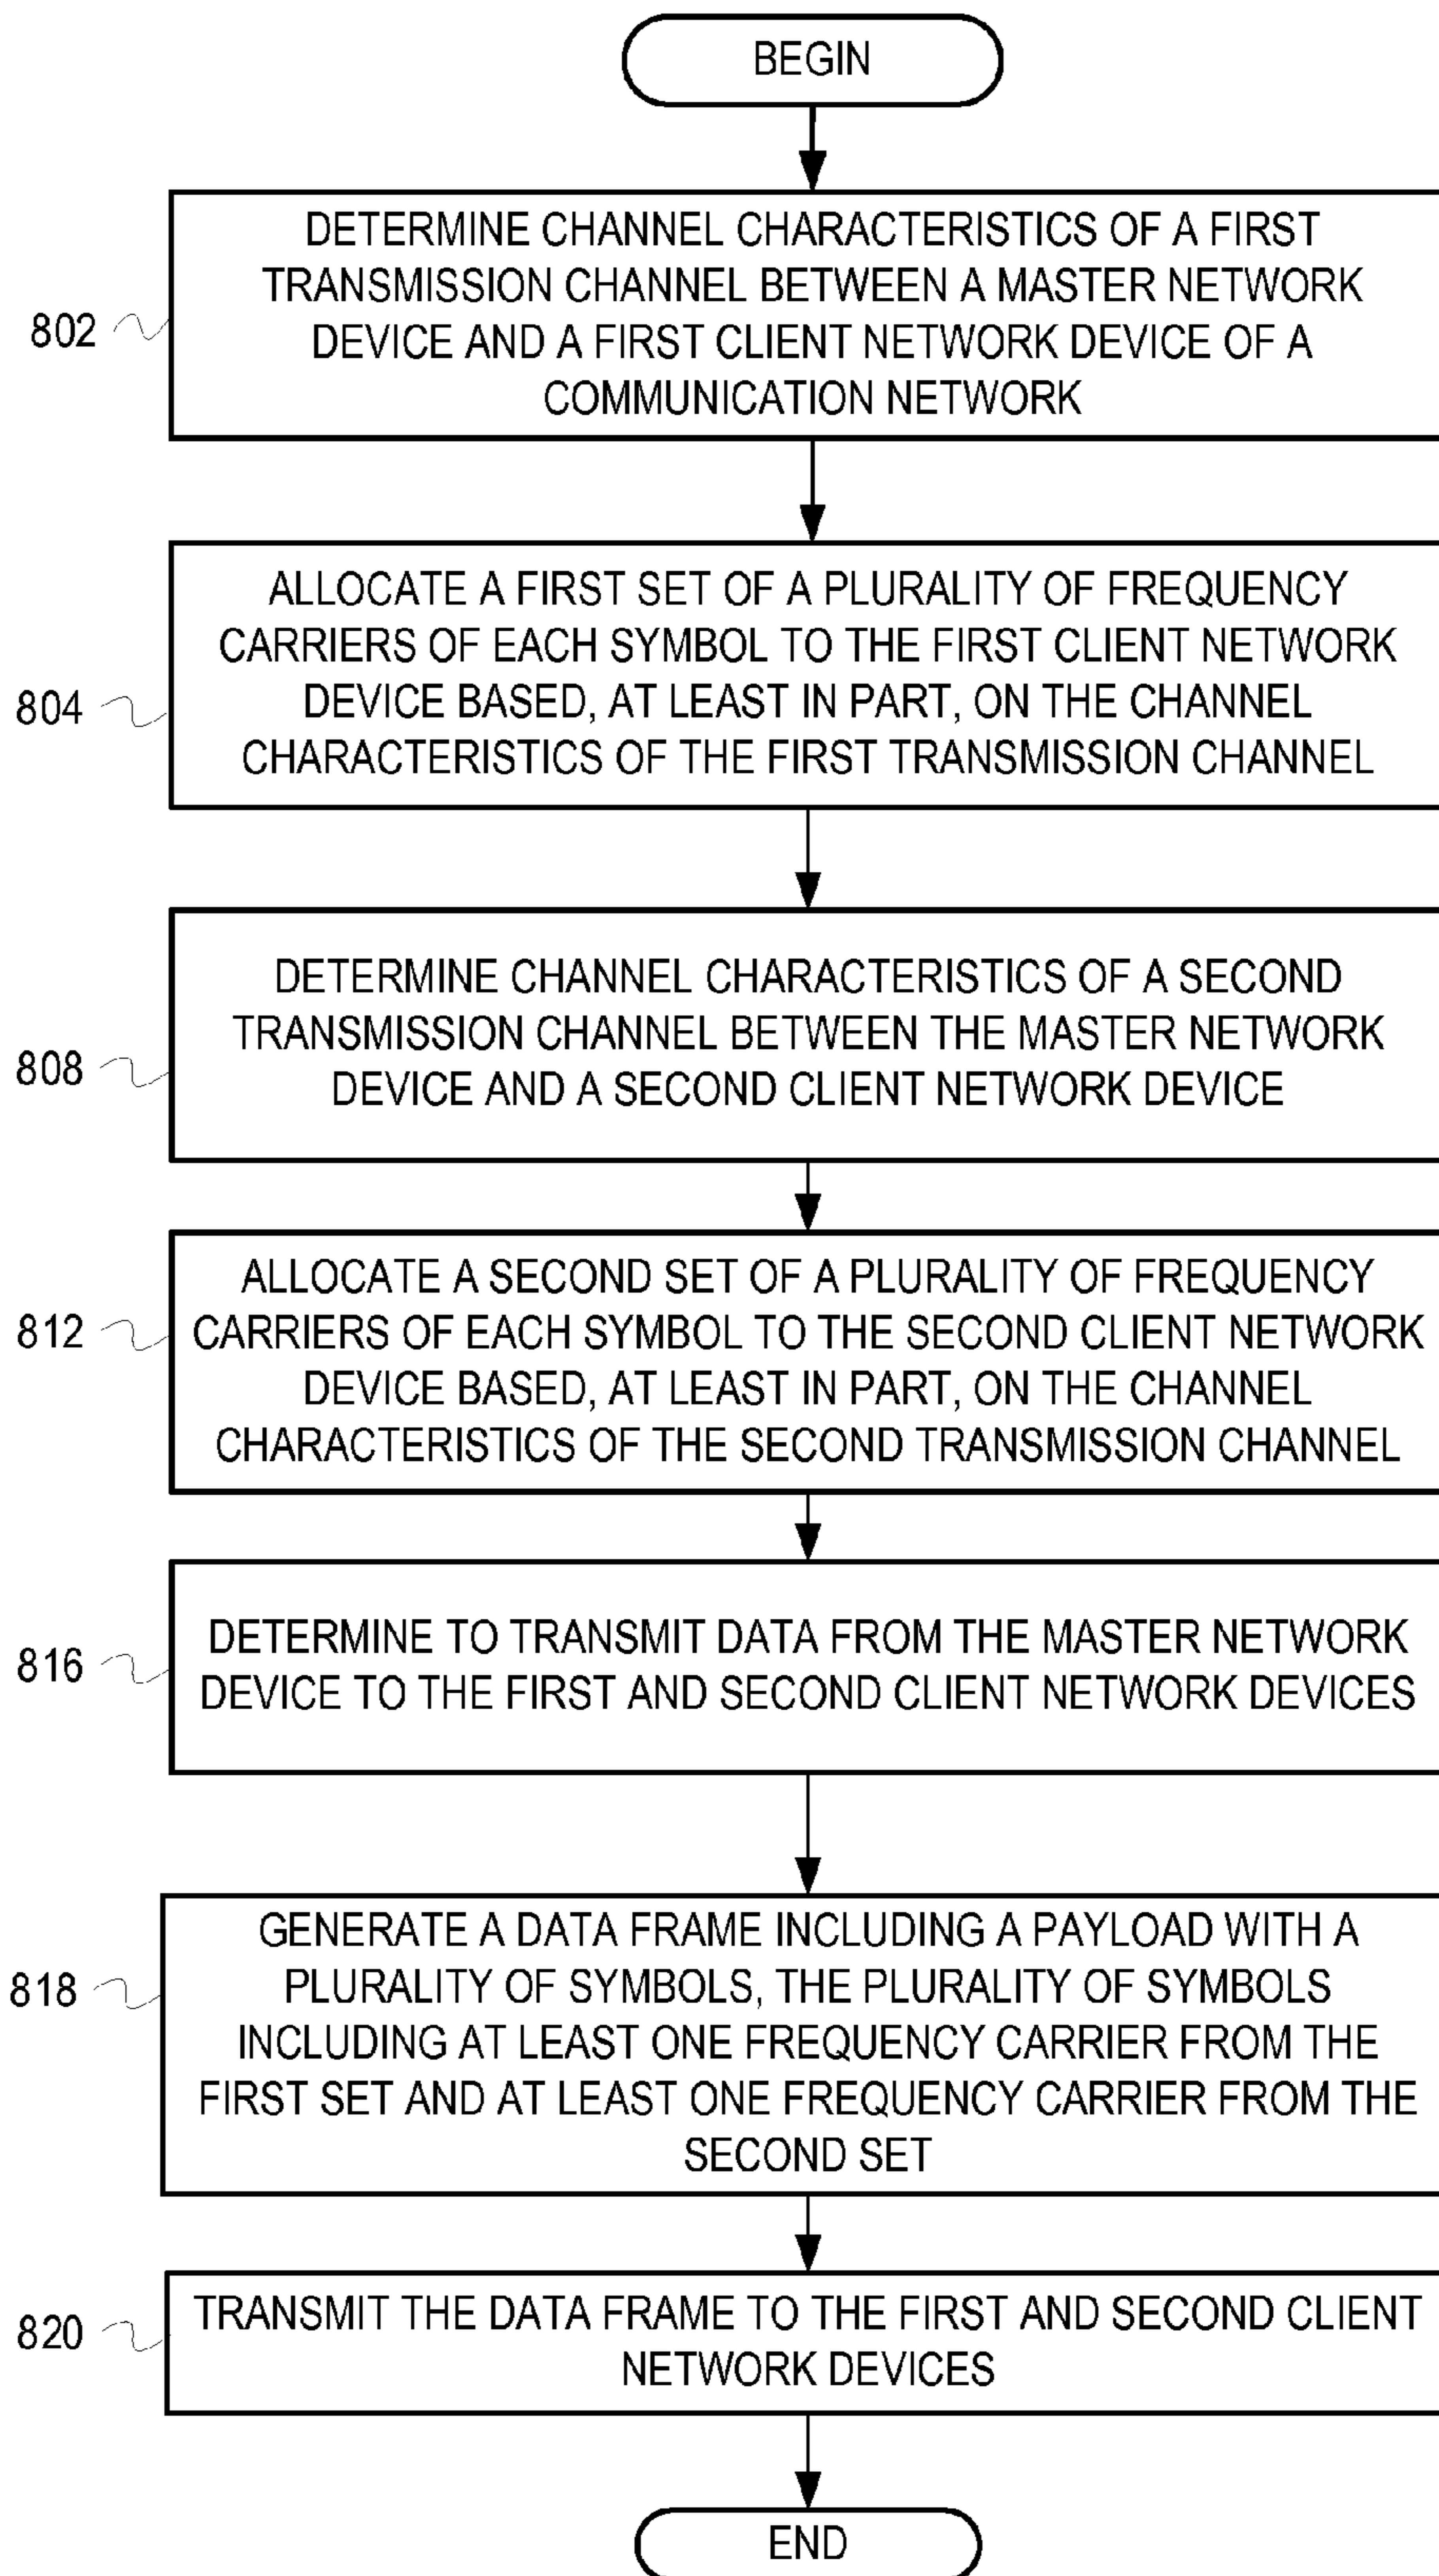 BEGIN
802
DETERMINE CHANNEL CHARACTERISTICS OF A FIRST
TRANSMISSION CHANNEL BETWEEN A MASTER NETWORK
DEVICE AND A FIRST CLIENT NETWORK DEVICE OF A
COMMUNICATION NETWORK
804
ALLOCATE A FIRST SET OF A PLURALITY OF FREQUENCY
CARRIERS OF EACH SYMBOL TO THE FIRST CLIENT NETWORK
DEVICE BASED, AT LEAST IN PART, ON THE CHANNEL
CHARACTERISTICS OF THE FIRST TRANSMISSION CHANNEL
808
DETERMINE CHANNEL CHARACTERISTICS OF A SECOND
TRANSMISSION CHANNEL BETWEEN THE MASTER NETWORK
DEVICE AND A SECOND CLIENT NETWORK DEVICE
812
ALLOCATE A SECOND SET OF A PLURALITY OF FREQUENCY
CARRIERS OF EACH SYMBOL TO THE SECOND CLIENT NETWORK
DEVICE BASED, AT LEAST IN PART, ON THE CHANNEL
CHARACTERISTICS OF THE SECOND TRANSMISSION CHANNEL
816
DETERMINE TO TRANSMIT DATA FROM THE MASTER NETWORK
DEVICE TO THE FIRST AND SECOND CLIENT NETWORK DEVICES
818
GENERATE A DATA FRAME INCLUDING A PAYLOAD WITH A
PLURALITY OF SYMBOLS, THE PLURALITY OF SYMBOLS
INCLUDING AT LEAST ONE FREQUENCY CARRIER FROM THE
FIRST SET AND AT LEAST ONE FREQUENCY CARRIER FROM THE
SECOND SET
820
TRANSMIT THE DATA FRAME TO THE FIRST AND SECOND CLIENT
NETWORK DEVICES
END